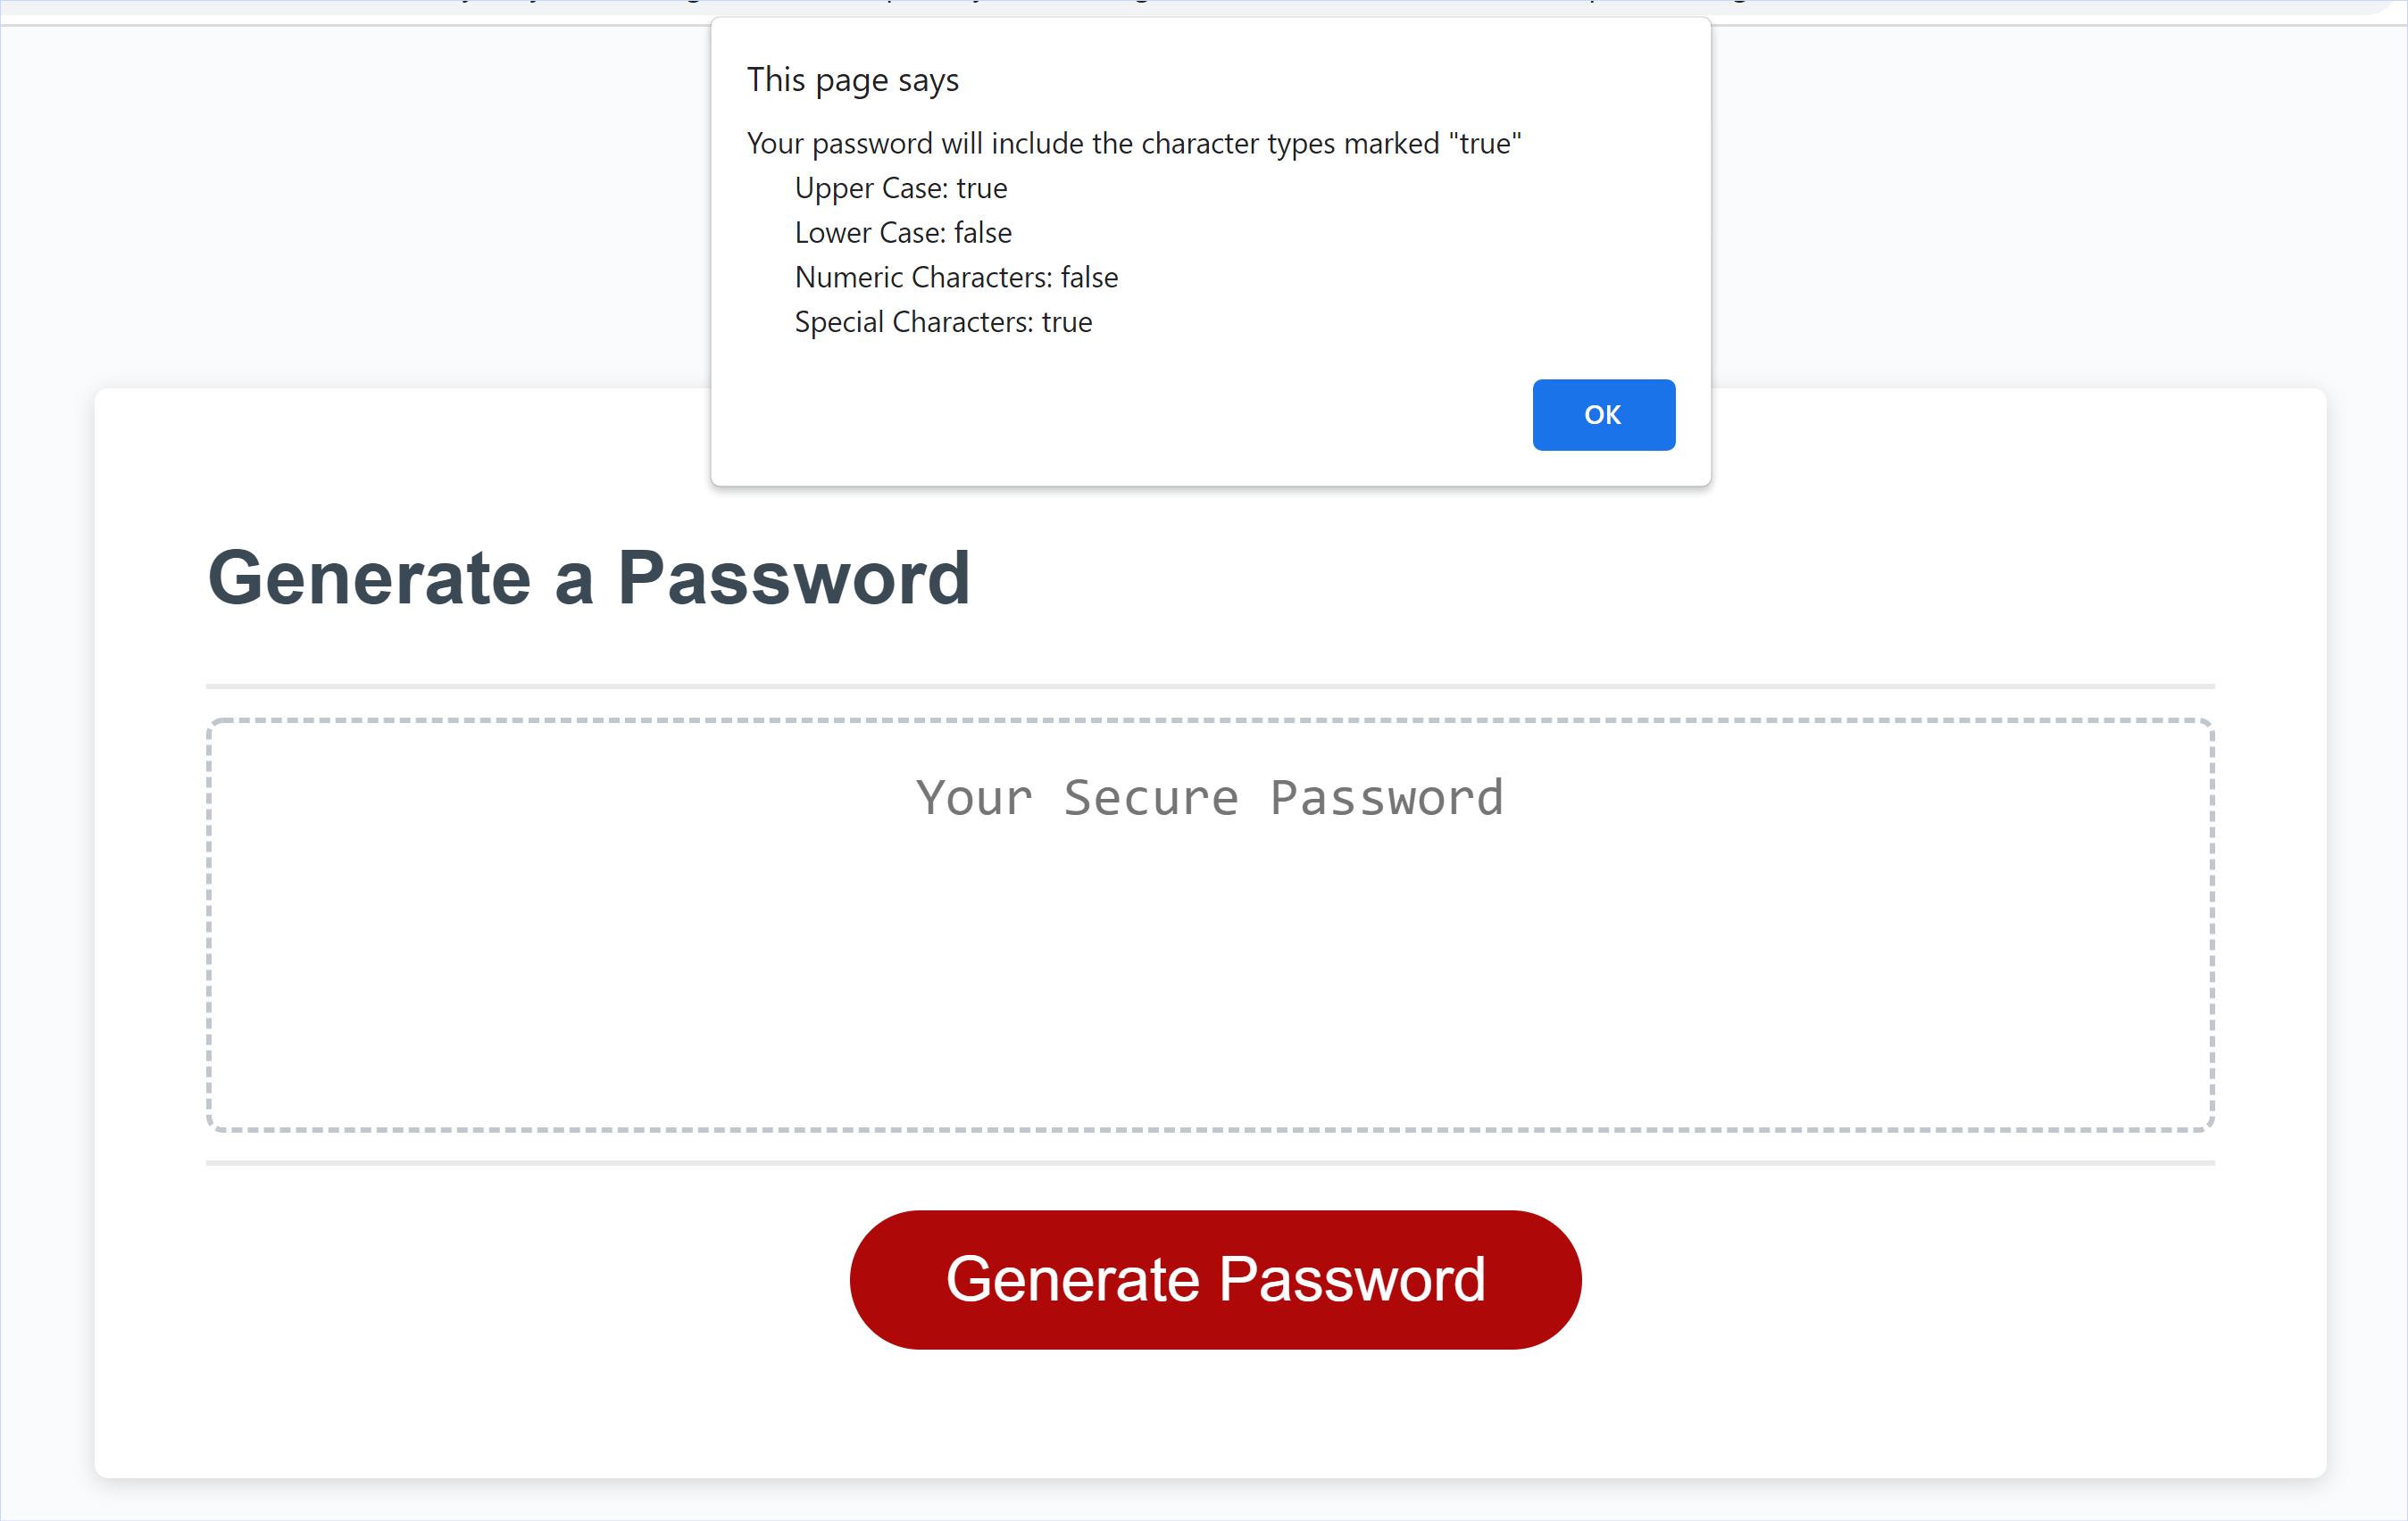 This page says
Your password will include the character types marked "true"
Upper Case: true
Lower Case: false
Numeric Characters: false
Special Characters: true
OK
Generate a Password
Your Secure Password
Generate Password